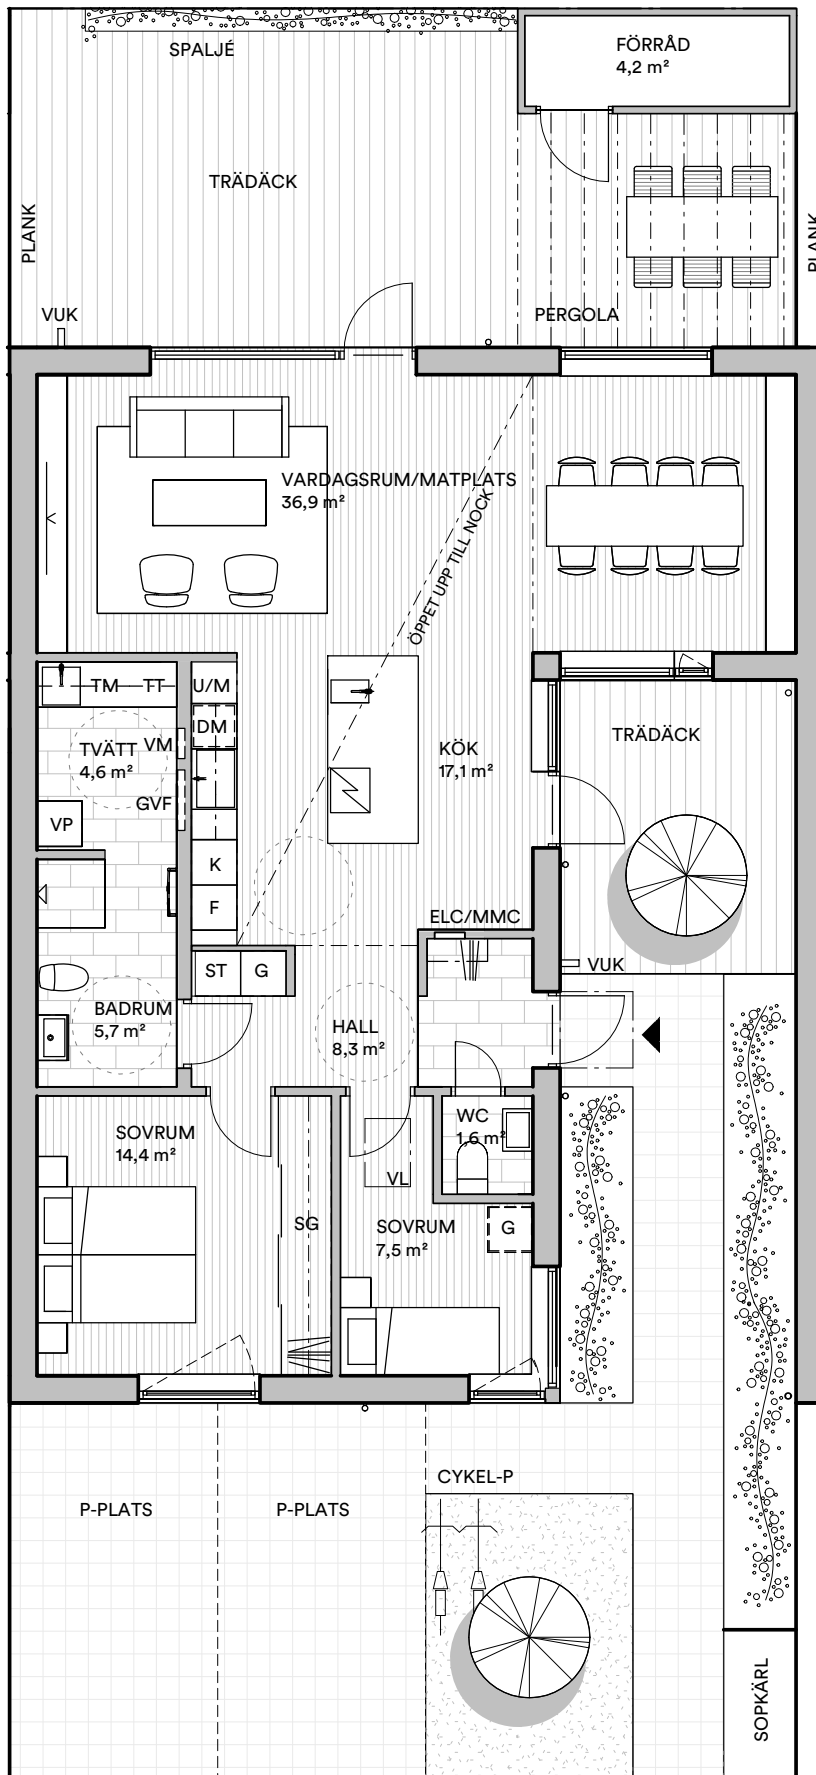 SPALJÉ
FÖRRÅD
4,2 m²
TRÄDÄCK
PLANK
PLANK
VUK
PERGOLA
VARDAGSRUM/MATPLATS
36,9 m²
ÖPPET UPP TILL NOCK
TM
TT
U/M
DM
TVÄTT
4,6 m²
VM
GVF
VP
KÖK
17,1 m²
TRÄDÄCK
K
F
ELC/MMC
VUK
ST
G
BADRUM
5,7 m²
HALL
8,3 m²
SOVRUM
14,4 m²
WC
1,6 m²
VL
SG
SOVRUM
7,5 m²
G
CYKEL-P
P-PLATS
P-PLATS
SOPKÄRL